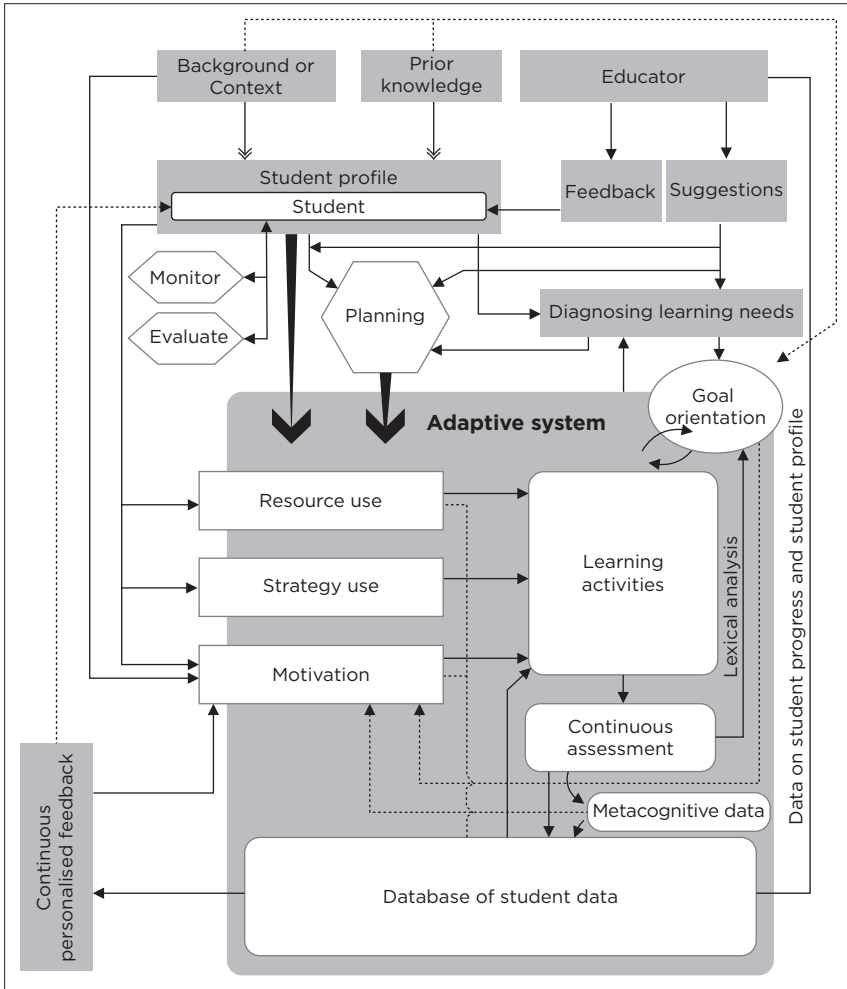 Background or
Context
Prior
knowledge
Educator
Student profile
Student
Feedback
Suggestions
Monitor
Evaluate
Planning
Diagnosing learning needs
Goal
orientation
Adaptive system
Resource use
Strategy use
Motivation
Learning
activities
Lexical analysis
Data on student progress and student profile
Continuous
assessment
Metacognitive data
Continuous
personalised feedback
Database of student data